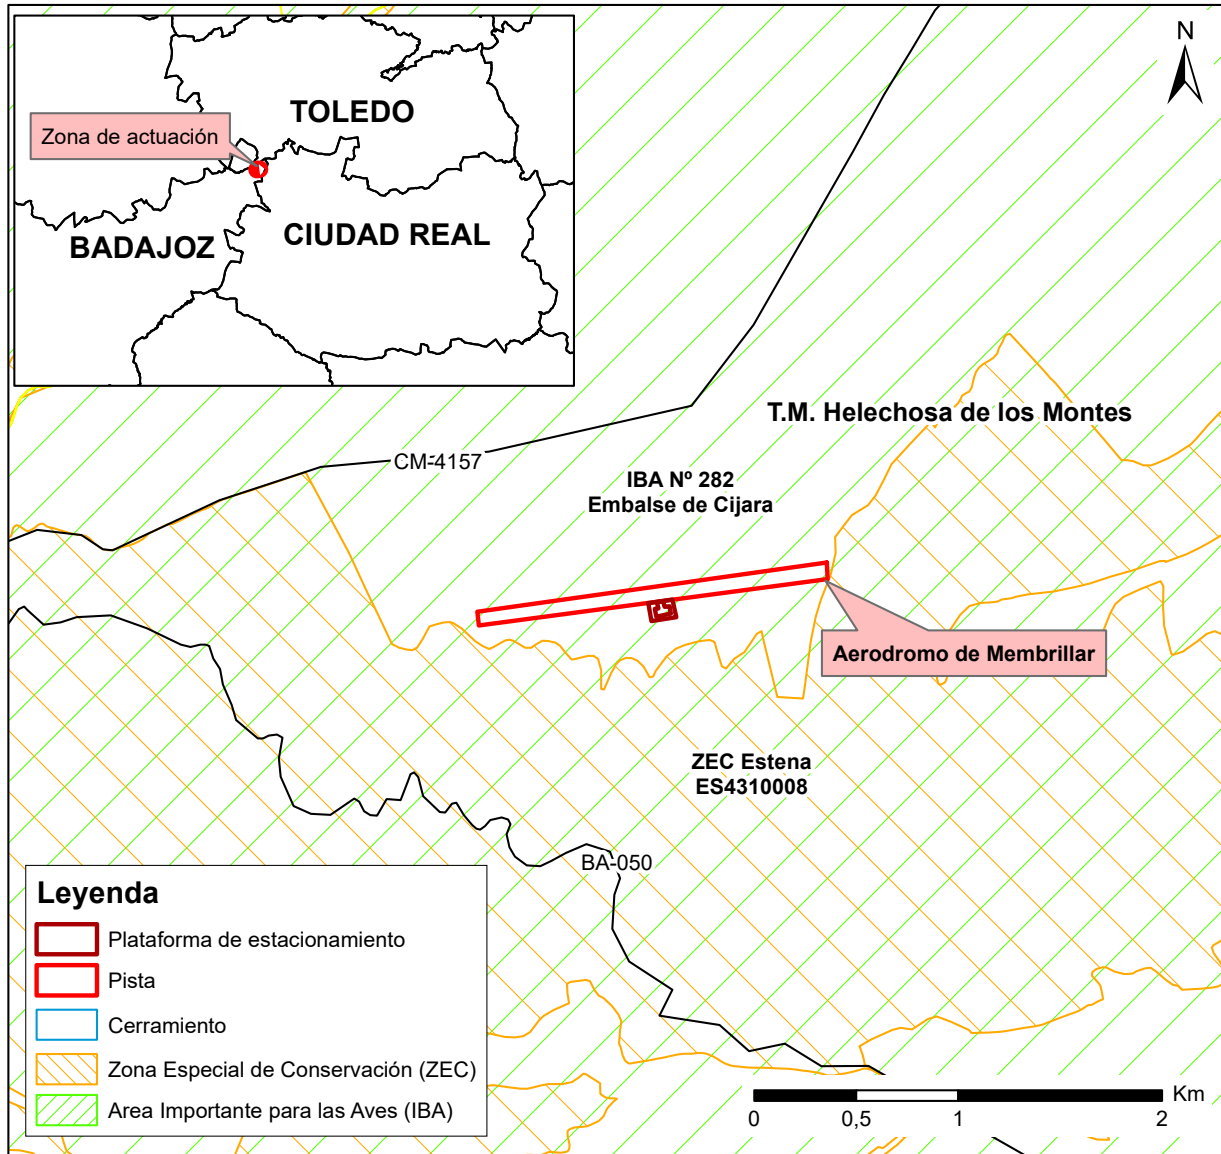 TOLEDO
Zona de actuación
BADAJOZ
CIUDAD REAL
N
T.M. Helechosa de los Montes
CM-4157
IBA Nº 282
Embalse de Cijara
Aerodromo de Membrillar
ZEC Estena
ES4310008
BA-050
Leyenda
Plataforma de estacionamiento
Pista
Cerramiento
Zona Especial de Conservación (ZEC)
Area Importante para las Aves (IBA)
Km
0 0,5 1 2